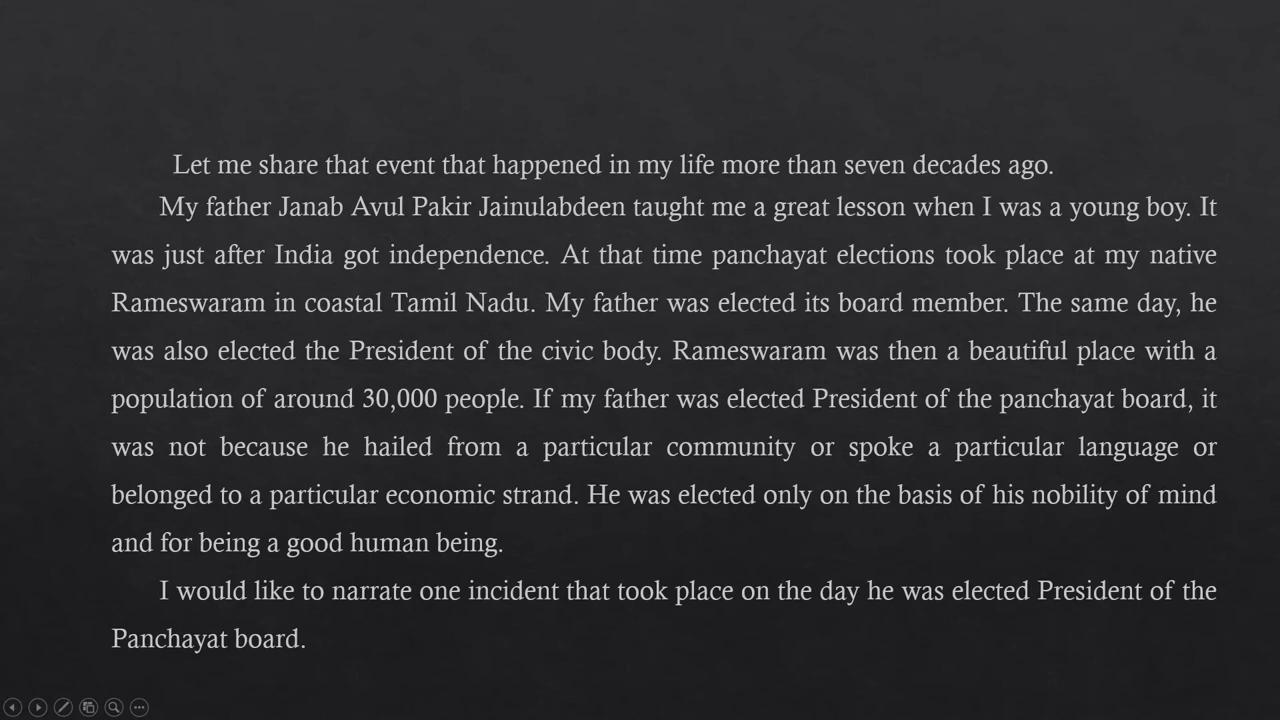 Let me share that event that happened in my life more than seven decades ago.
My father Janab Avul Pakir Jainulabdeen taught me a great lesson when I was a young boy. It
was just after India got independence. At that time panchayat elections took place at my native
Rameswaram in coastal Tamil Nadu. My father was elected its board member. The same day, he
was also elected the President of the civic body. Rameswaram was then a beautiful place with a
population of around 30,000 people. If my father was elected President of the panchayat board, it
was not because he hailed from a particular community or spoke a particular language or
belonged to a particular economic strand. He was elected only on the basis of his nobility of mind
and for being a good human being.
I would like to narrate one incident that took place on the day he was elected President of the
Panchayat board.